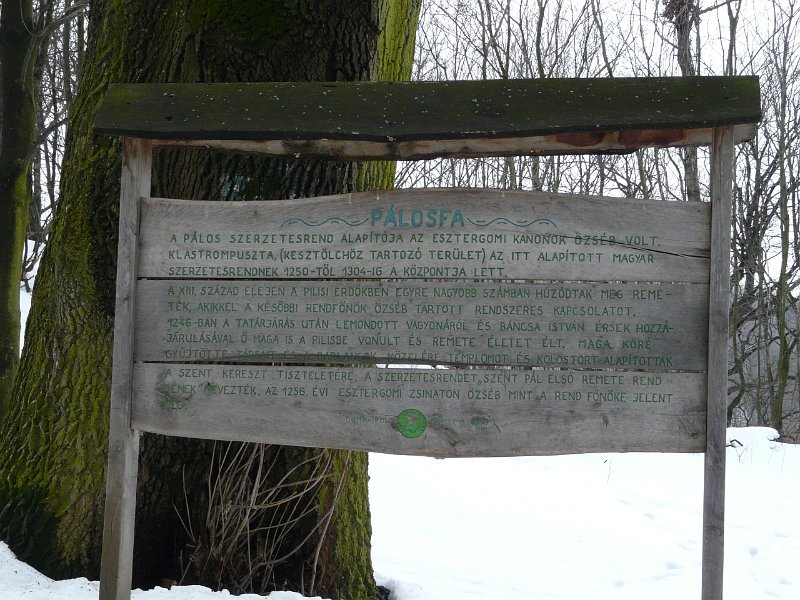 PÁLOSFA
A PÁLOS SZERZETESREND ALAPÍTÓJA AZ ESZTERGOMI KANONOK ÖZSÉB VOLT.
KLASTROMPUSZTA, (KESZTÖLCHÖZ TARTOZÓ TERÜLET) AZ ITT ALAPÍTOTT MAGYAR
SZERZETESRENDNEK 1250-TŐL 1304-IG A KÖZPONTJA LETT.
A XIII. SZÁZAD ELEJÉN A PILISI ERDŐKBEN EGYRE NAGYOBB SZÁMBAN HÚZÓDTAK MEG REME-
TÉK, AKIKKEL A KÉSŐBBI RENDFŐNÖK ÖZSÉB TARTOTT RENDSZERES KAPCSOLATOT.
1246-BAN A TATÁRJÁRÁS UTÁN LEMONDOTT VAGYONÁRÓL ÉS BÁNCSA ISTVÁN ÉRSEK HOZZÁ-
JÁRULÁSÁVAL Ő MAGA IS A PILISBE VONULT ÉS REMETE ÉLETET ÉLT. MAGA KÖRÉ
GYŰJTÖTTE TÁRSAIT ÉS A BARLANGOK KÖZELÉBE TEMPLOMOT ÉS KOLOSTORT ALAPÍTOTTAK
A SZENT KERESZT TISZTELETÉRE. A SZERZETESRENDET „SZENT PÁL ELSŐ REMETE REND
JÉNEK" NEVEZTÉK. AZ 1256. ÉVI ESZTERGOMI ZSINATON ÖZSÉB MINT A REND FŐNÖKE JELENT
MEG.